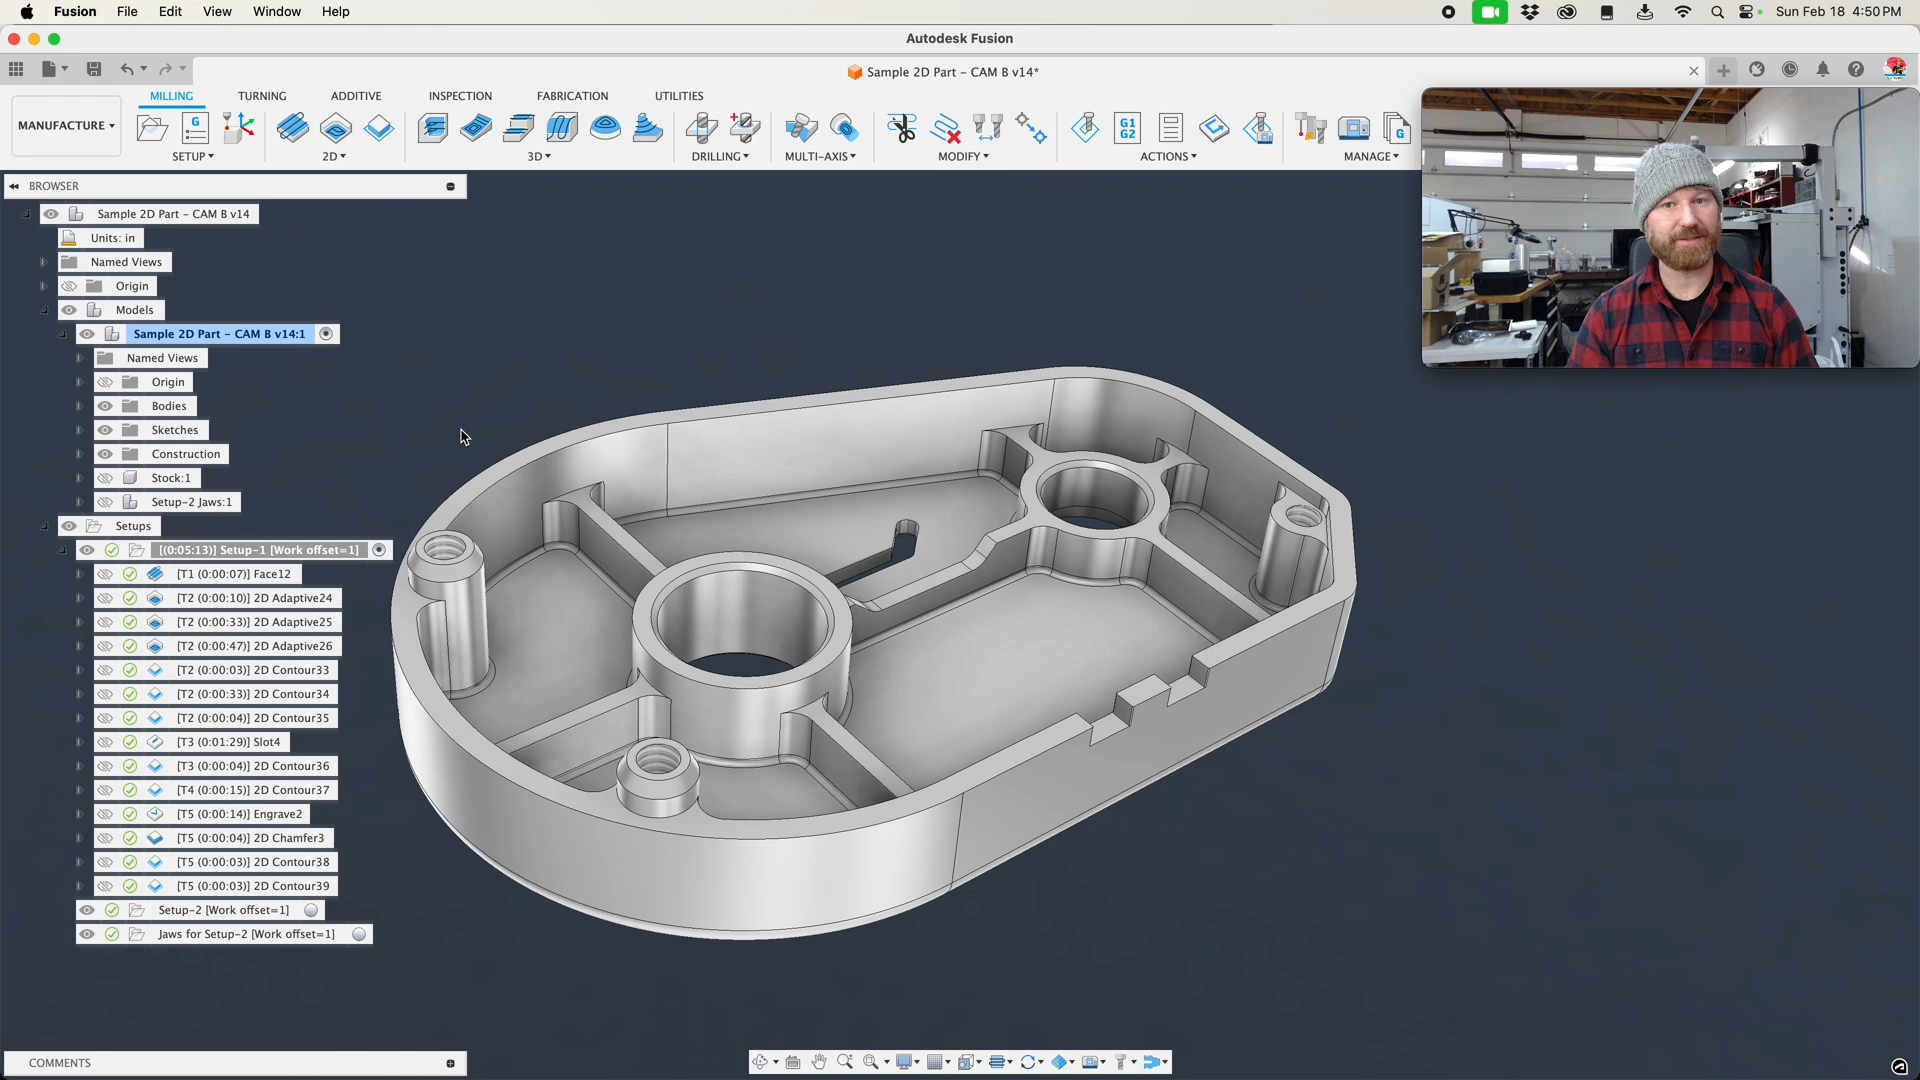 Fusion File Edit View Window Help
Sun Feb 18 4:50 PM
Autodesk Fusion
Sample 2D Part – CAM B v14*
MILLING TURNING ADDITIVE INSPECTION FABRICATION UTILITIES
MANUFACTURE
G G1 G2 G
SETUP 2D 3D DRILLING MULTI-AXIS MODIFY ACTIONS MANAGE
BROWSER
Sample 2D Part – CAM B v14
Units: in
Named Views
Origin
Models
Sample 2D Part – CAM B v14:1
Named Views
Origin
Bodies
Sketches
Construction
Stock:1
Setup-2 Jaws:1
Setups
[(0:05:13)] Setup-1 [Work offset=1]
[T1 (0:00:07)] Face12
[T2 (0:00:10)] 2D Adaptive24
[T2 (0:00:33)] 2D Adaptive25
[T2 (0:00:47)] 2D Adaptive26
[T2 (0:00:03)] 2D Contour33
[T2 (0:00:33)] 2D Contour34
[T2 (0:00:04)] 2D Contour35
[T3 (0:01:29)] Slot4
[T3 (0:00:04)] 2D Contour36
[T4 (0:00:15)] 2D Contour37
[T5 (0:00:14)] Engrave2
[T5 (0:00:04)] 2D Chamfer3
[T5 (0:00:03)] 2D Contour38
[T5 (0:00:03)] 2D Contour39
Setup-2 [Work offset=1]
Jaws for Setup-2 [Work offset=1]
COMMENTS